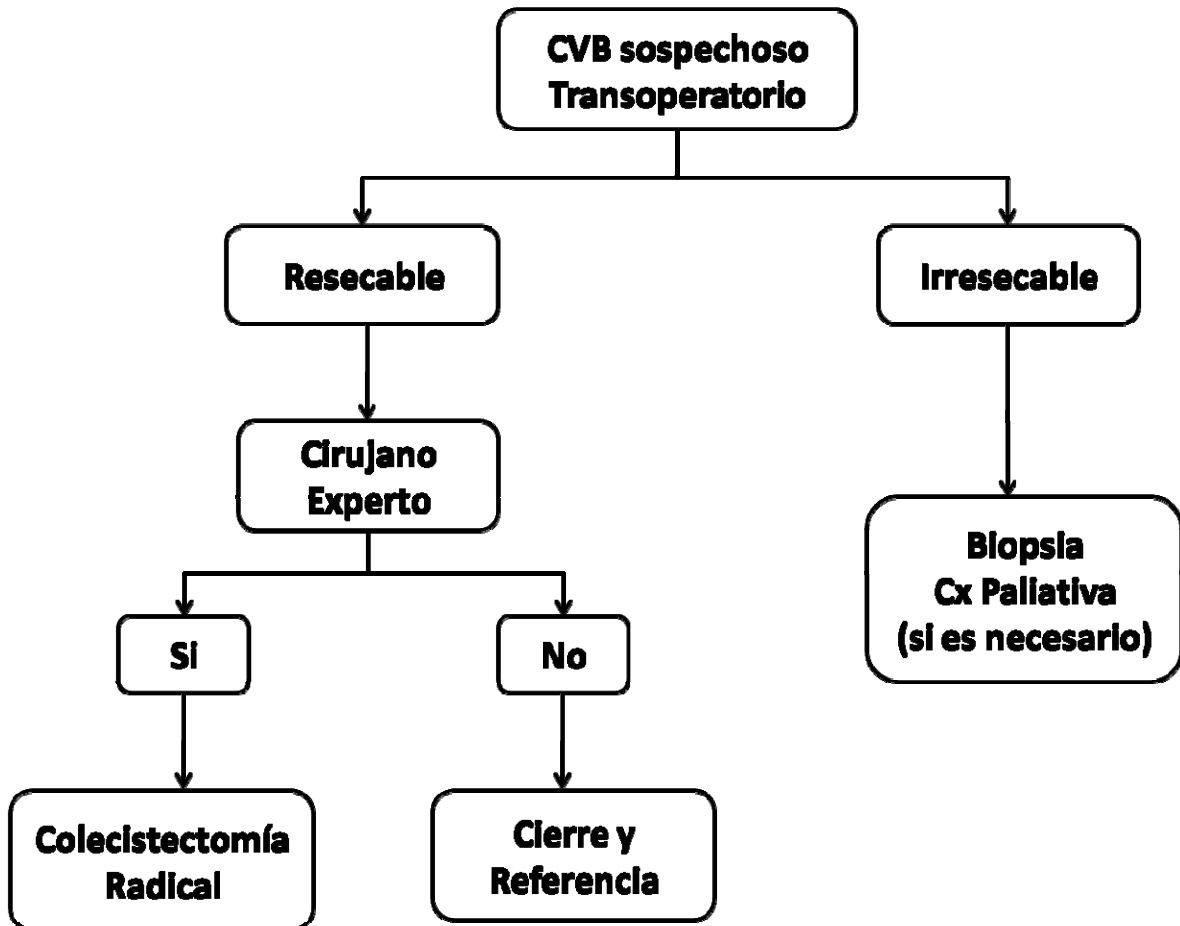 CVB sospechoso
Transoperatorio
Resecable
Irresecable
Cirujano
Experto
Biopsia
Cx Paliativa
(si es necesario)
Si
No
Colecistectomía
Radical
Cierre y
Referencia